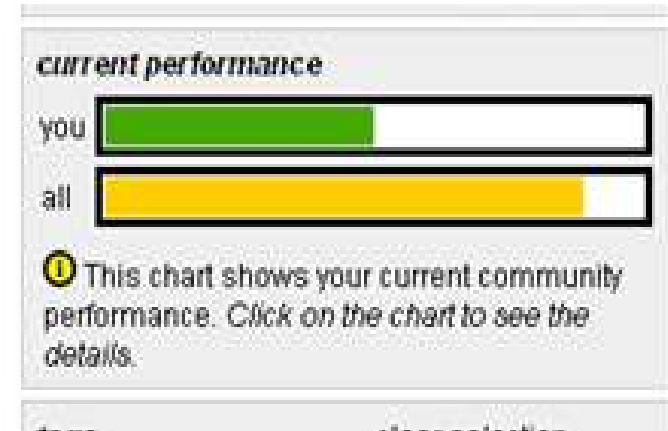 current performance
you
all
i This chart shows your current community
performance. Click on the chart to see the
details.